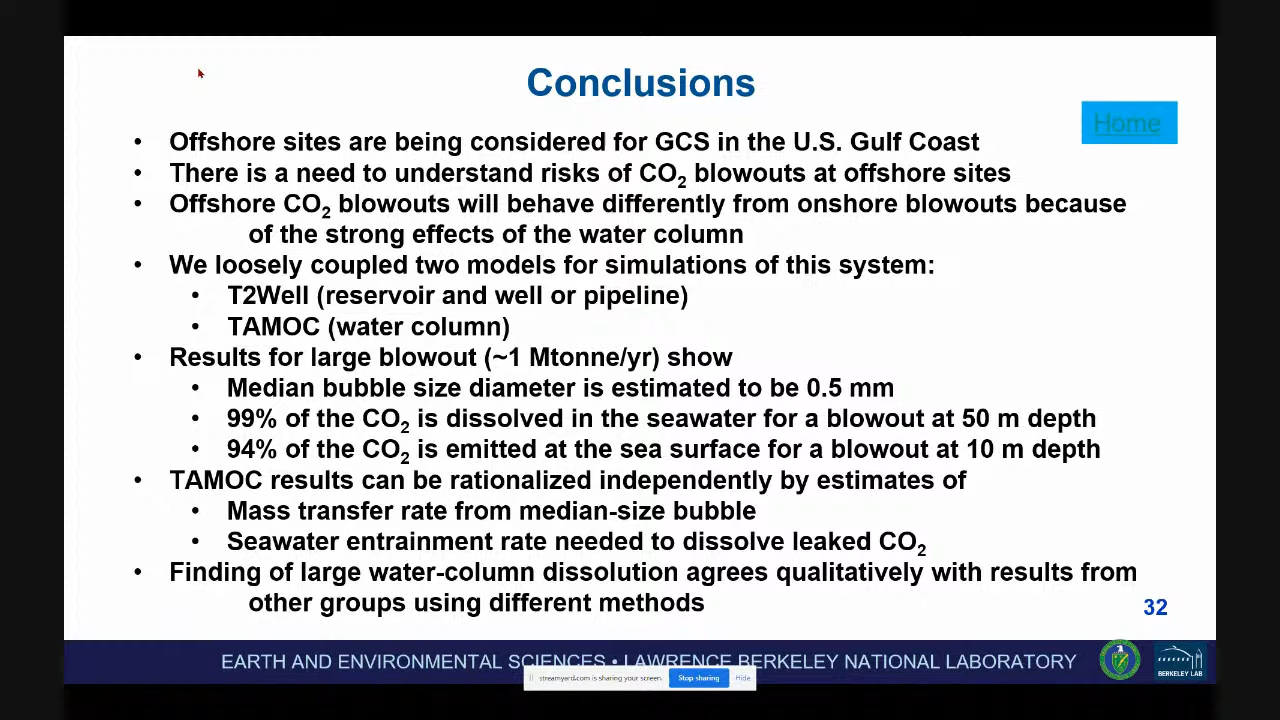 Conclusions
Home
• Offshore sites are being considered for GCS in the U.S. Gulf Coast
• There is a need to understand risks of CO2 blowouts at offshore sites
• Offshore CO2 blowouts will behave differently from onshore blowouts because
of the strong effects of the water column
• We loosely coupled two models for simulations of this system:
• T2Well (reservoir and well or pipeline)
• TAMOC (water column)
• Results for large blowout (~1 Mtonne/yr) show
• Median bubble size diameter is estimated to be 0.5 mm
• 99% of the CO2 is dissolved in the seawater for a blowout at 50 m depth
• 94% of the CO2 is emitted at the sea surface for a blowout at 10 m depth
• TAMOC results can be rationalized independently by estimates of
• Mass transfer rate from median-size bubble
• Seawater entrainment rate needed to dissolve leaked CO2
• Finding of large water-column dissolution agrees qualitatively with results from
other groups using different methods
32
EARTH AND ENVIRONMENTAL SCIENCES • LAWRENCE BERKELEY NATIONAL LABORATORY
BERKELEY LAB
streamyard.com is sharing your screen.
Stop sharing
Hide